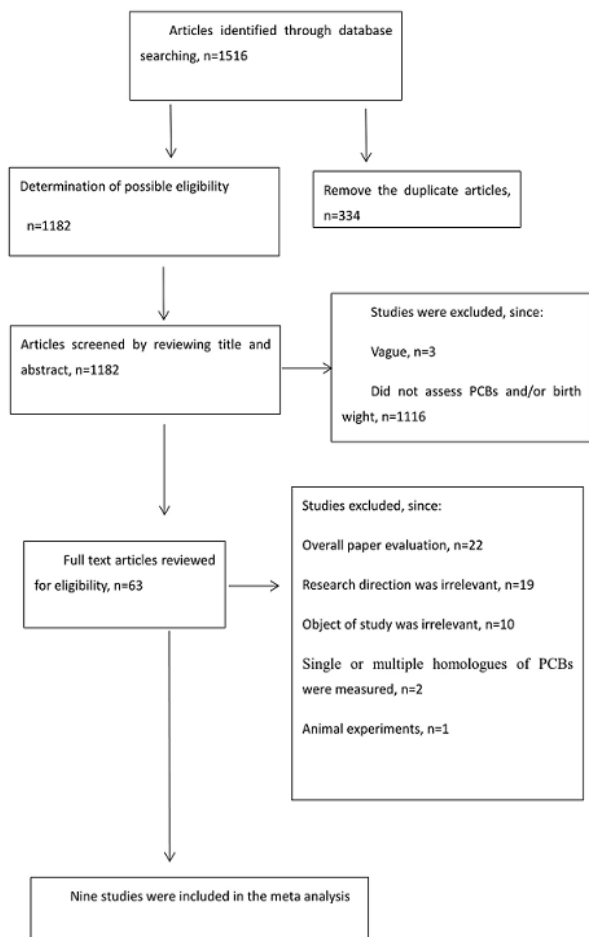 Articles identified through database
searching, n=1516
Determination of possible eligibility
n=1182
Remove the duplicate articles,
n=334
Articles screened by reviewing title and
abstract, n=1182
Studies were excluded, since:
Vague, n=3
Did not assess PCBs and/or birth
wight, n=1116
Full text articles reviewed
for eligibility, n=63
Studies excluded, since:
Overall paper evaluation, n=22
Research direction was irrelevant, n=19
Object of study was irrelevant, n=10
Single or multiple homologues of PCBs
were measured, n=2
Animal experiments, n=1
Nine studies were included in the meta analysis